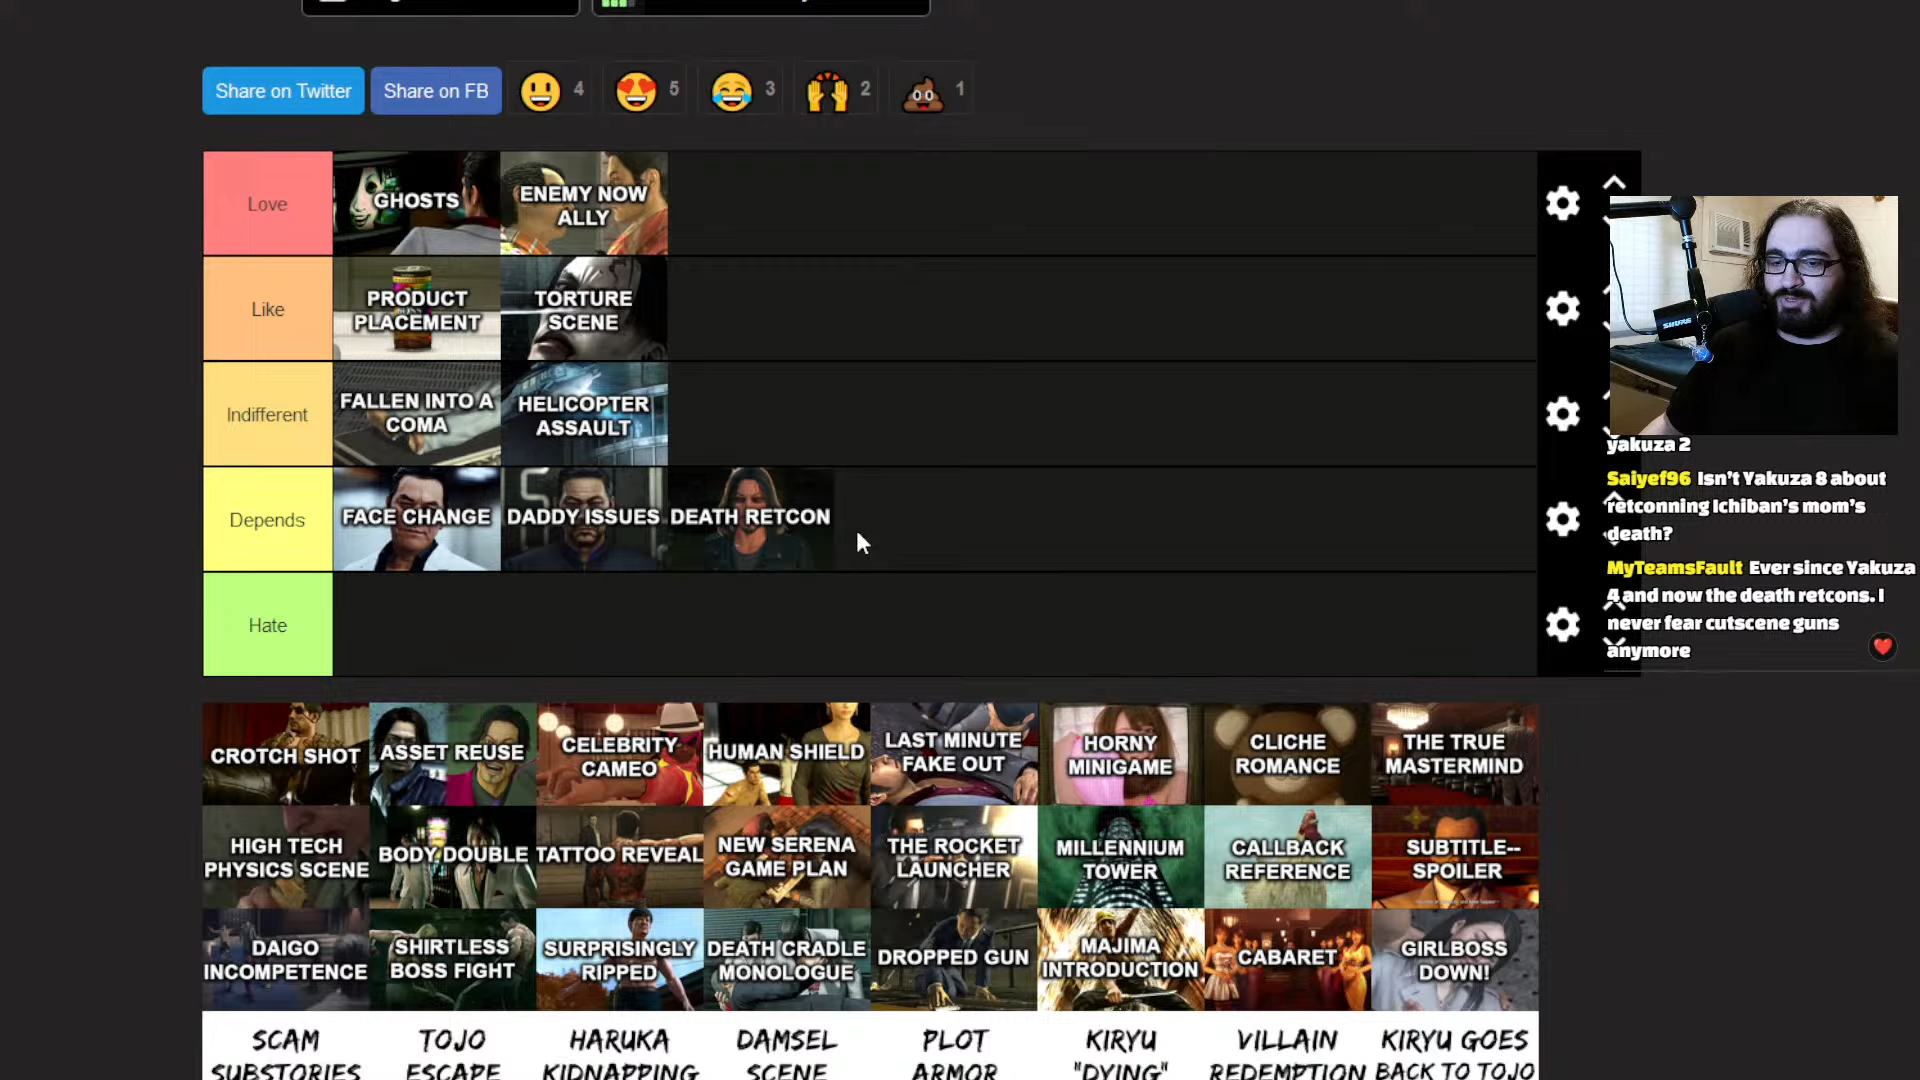 Share on Twitter
Share on FB
4
5
3
2
1
Love
GHOSTS
ENEMY NOW
ALLY
Like
PRODUCT
PLACEMENT
TORTURE
SCENE
Indifferent
FALLEN INTO A
COMA
HELICOPTER
ASSAULT
Depends
FACE CHANGE
DADDY ISSUES
DEATH RETCON
Hate
SHURE
yakuza 2
Saiyef96 Isn't Yakuza 8 about
retconning Ichiban's mom's
death?
MyTeamsFault Ever since Yakuza
4 and now the death retcons. I
never fear cutscene guns
anymore
CROTCH SHOT
ASSET REUSE
CELEBRITY
CAMEO
HUMAN SHIELD
LAST MINUTE
FAKE OUT
HORNY
MINIGAME
CLICHE
ROMANCE
THE TRUE
MASTERMIND
HIGH TECH
PHYSICS SCENE
BODY DOUBLE
TATTOO REVEAL
NEW SERENA
GAME PLAN
THE ROCKET
LAUNCHER
MILLENNIUM
TOWER
CALLBACK
REFERENCE
SUBTITLE--
SPOILER
DAIGO
INCOMPETENCE
SHIRTLESS
BOSS FIGHT
SURPRISINGLY
RIPPED
DEATH CRADLE
MONOLOGUE
DROPPED GUN
MAJIMA
INTRODUCTION
CABARET
GIRLBOSS
DOWN!
SCAM
SUBSTORIES
TOJO
ESCAPE
HARUKA
KIDNAPPING
DAMSEL
SCENE
PLOT
ARMOR
KIRYU
"DYING"
VILLAIN
REDEMPTION
KIRYU GOES
BACK TO TOJO